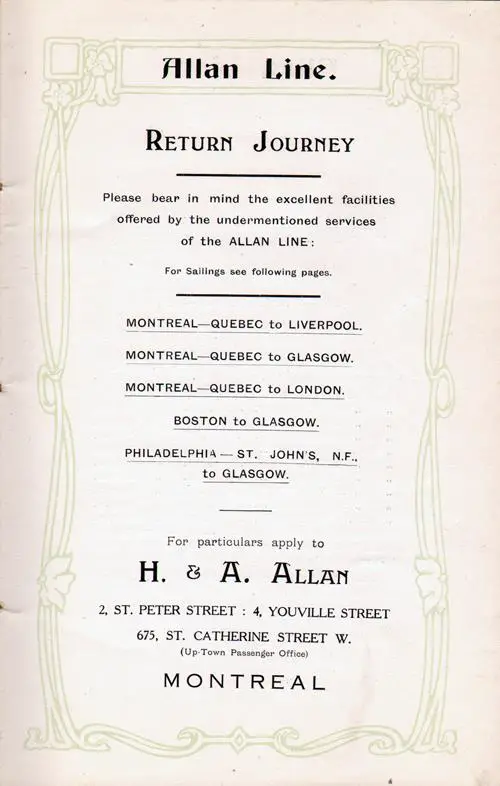 Allan Line.
RETURN JOURNEY
Please bear in mind the excellent facilities
offered by the undermentioned services
of the ALLAN LINE:
For Sailings see following pages.
MONTREAL—QUEBEC to LIVERPOOL.
MONTREAL—QUEBEC to GLASGOW.
MONTREAL—QUEBEC to LONDON.
BOSTON to GLASGOW.
PHILADELPHIA — ST. JOHN'S, N.F.,
to GLASGOW.
For particulars apply to
H. & A. ALLAN
2, ST. PETER STREET : 4, YOUVILLE STREET
675, ST. CATHERINE STREET W.
(Up-Town Passenger Office)
MONTREAL